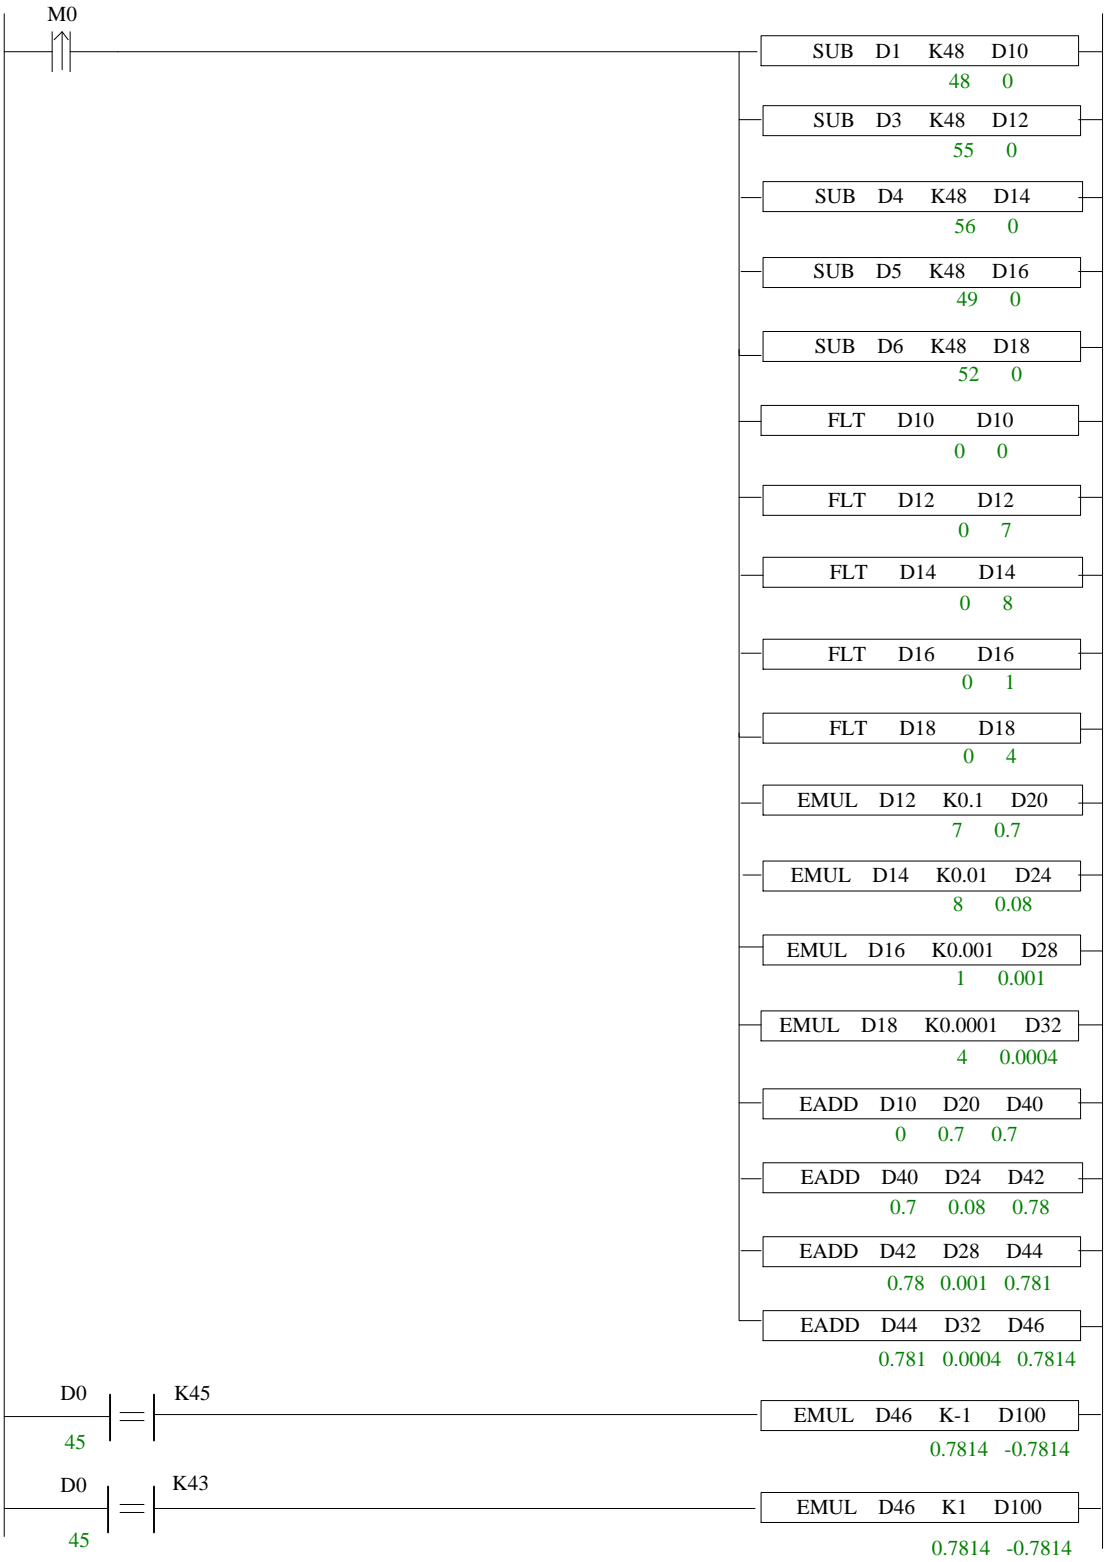 M0
SUB D1 K48 D10
48 0
SUB D3 K48 D12
55 0
SUB D4 K48 D14
56 0
SUB D5 K48 D16
49 0
SUB D6 K48 D18
52 0
FLT D10 D10
0 0
FLT D12 D12
0 7
FLT D14 D14
0 8
FLT D16 D16
0 1
FLT D18 D18
0 4
EMUL D12 K0.1 D20
7 0.7
EMUL D14 K0.01 D24
8 0.08
EMUL D16 K0.001 D28
1 0.001
EMUL D18 K0.0001 D32
4 0.0004
EADD D10 D20 D40
0 0.7 0.7
EADD D40 D24 D42
0.7 0.08 0.78
EADD D42 D28 D44
0.78 0.001 0.781
EADD D44 D32 D46
0.781 0.0004 0.7814
D0 K45
EMUL D46 K-1 D100
45 0.7814 -0.7814
D0 K43
EMUL D46 K1 D100
45 0.7814 -0.7814